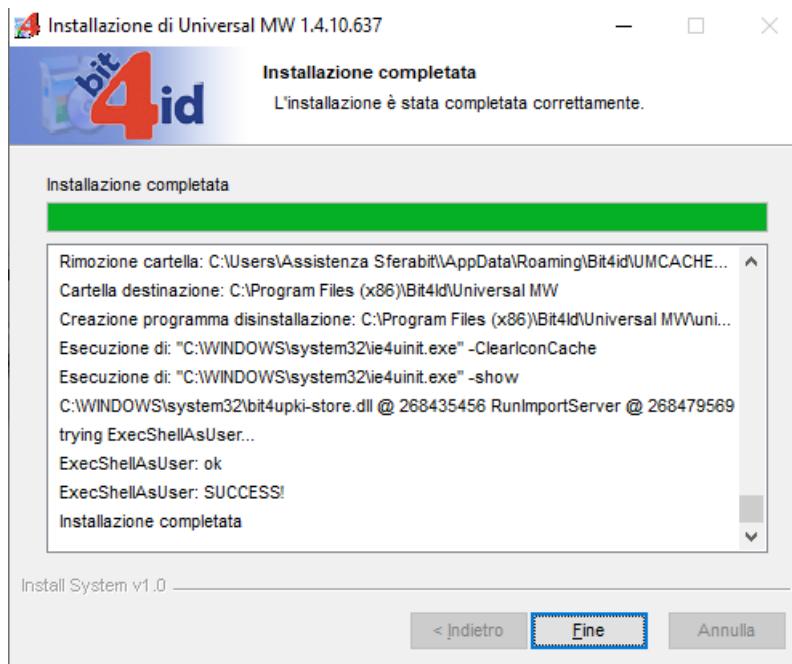 Installazione di Universal MW 1.4.10.637
bit
4id
Installazione completata
L'installazione è stata completata correttamente.
Installazione completata
Rimozione cartella: C:\Users\Assistenza Sferabit\\AppData\Roaming\Bit4id\UMCACHE...
Cartella destinazione: C:\Program Files (x86)\Bit4Id\Universal MW
Creazione programma disinstallazione: C:\Program Files (x86)\Bit4Id\Universal MW\uni...
Esecuzione di: "C:\WINDOWS\system32\ie4uinit.exe" -ClearIconCache
Esecuzione di: "C:\WINDOWS\system32\ie4uinit.exe" -show
C:\WINDOWS\system32\bit4upki-store.dll @ 268435456 RunImportServer @ 268479569
trying ExecShellAsUser...
ExecShellAsUser: ok
ExecShellAsUser: SUCCESS!
Installazione completata
Install System v1.0
< Indietro
Fine
Annulla